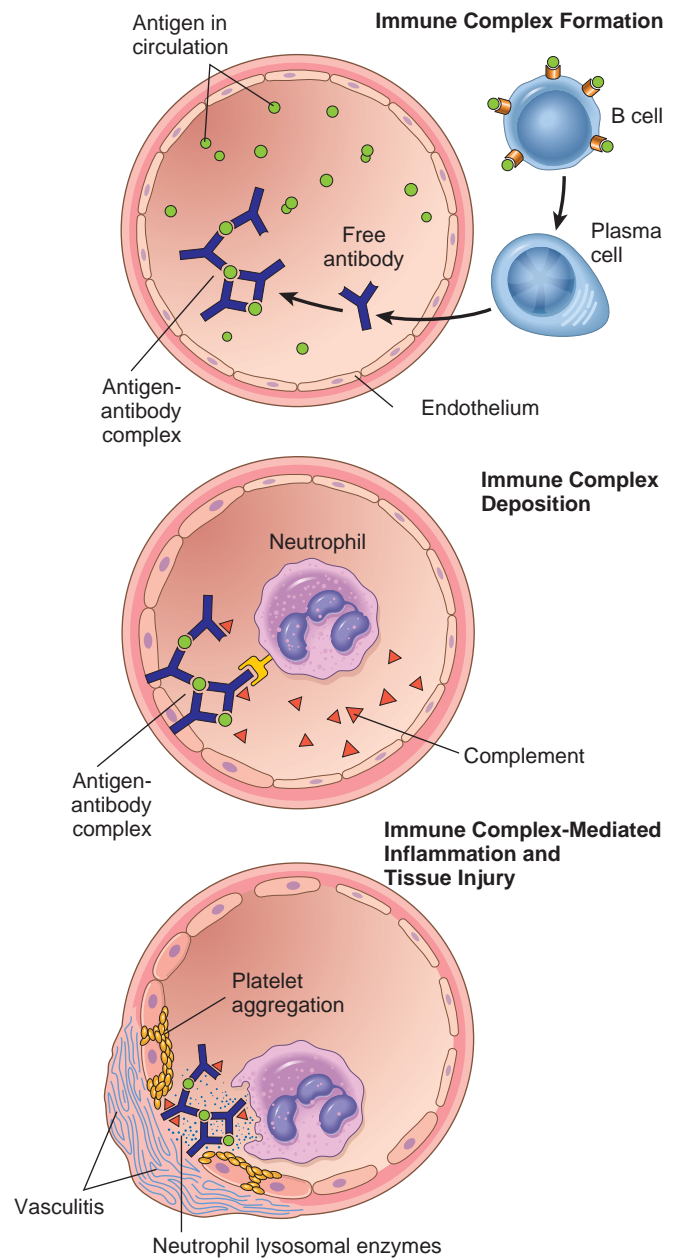 Immune Complex Formation
Antigen in
circulation
B cell
Plasma
cell
Free
antibody
Antigen-
antibody
complex
Endothelium
Immune Complex
Deposition
Neutrophil
Complement
Antigen-
antibody
complex
Immune Complex-Mediated
Inflammation and
Tissue Injury
Platelet
aggregation
Vasculitis
Neutrophil lysosomal enzymes